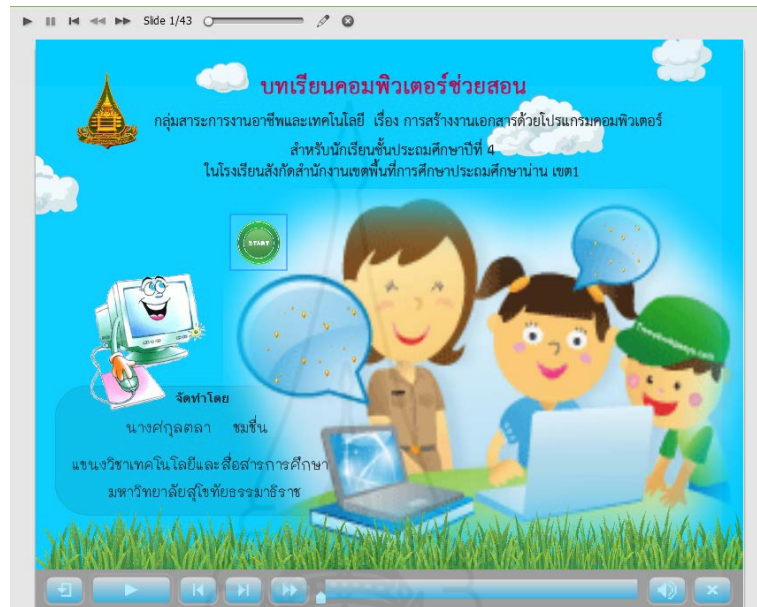 Slide 1/43
บทเรียนคอมพิวเตอร์ช่วยสอน
กลุ่มสาระการงานอาชีพและเทคโนโลยี เรื่อง การสร้างงานเอกสารด้วยโปรแกรมคอมพิวเตอร์
สำหรับนักเรียนชั้นประถมศึกษาปีที่ 4
ในโรงเรียนสังกัดสำนักงานเขตพื้นที่การศึกษาประถมศึกษาน่าน เขต1
START
จัดทำโดย
นางศกุลตลา ชมชื่น
แขนงวิชาเทคโนโลยีและสื่อสารการศึกษา
มหาวิทยาลัยสุโขทัยธรรมาธิราช